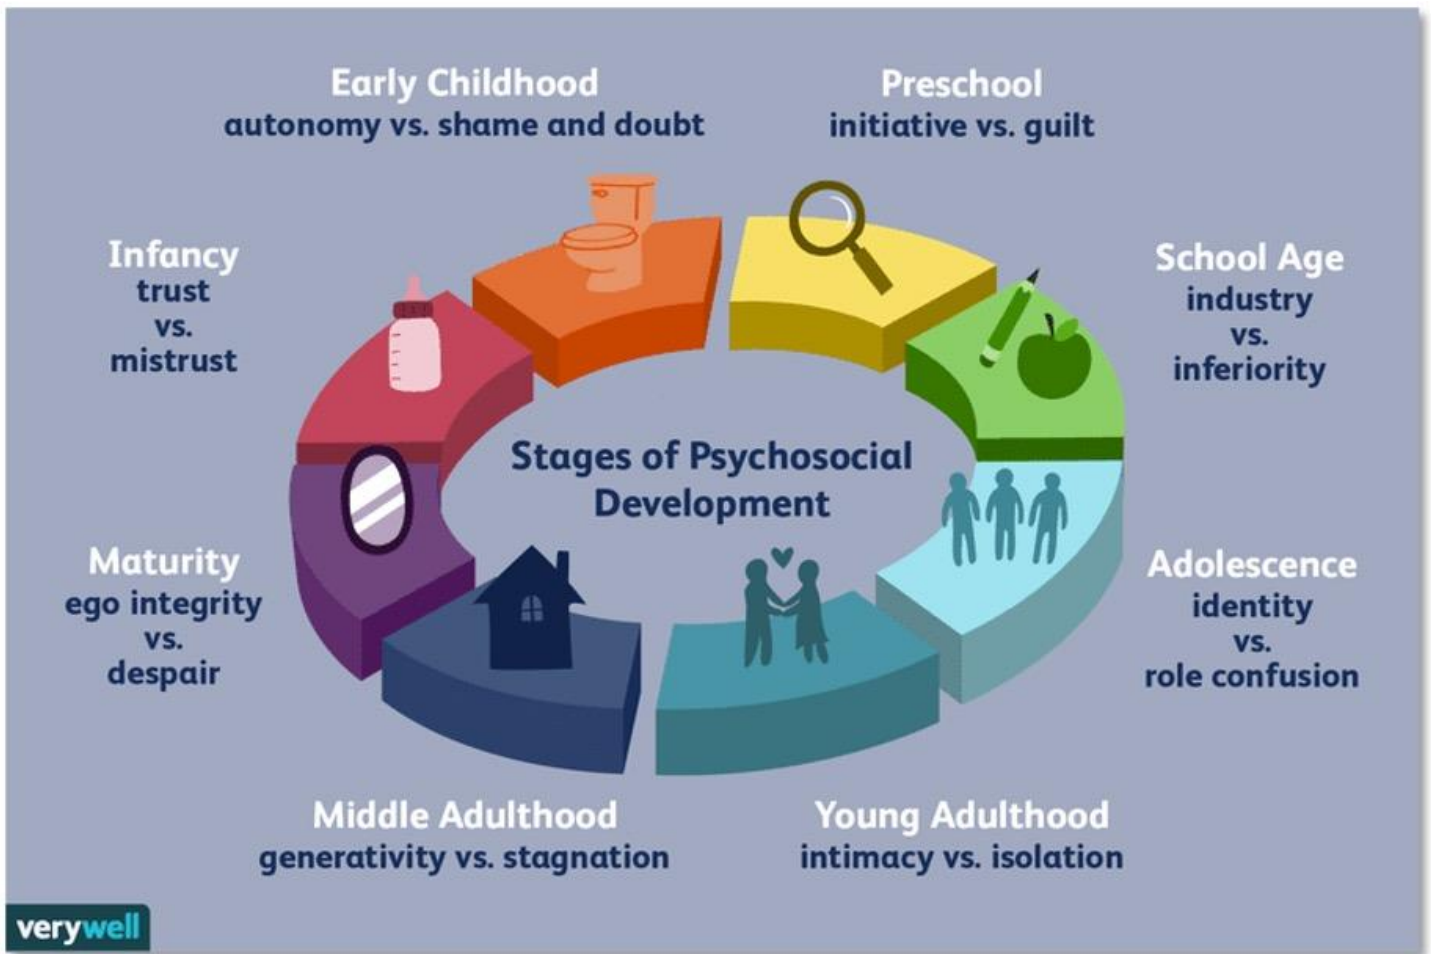 Early Childhood
autonomy vs. shame and doubt
Preschool
initiative vs. guilt
Infancy
trust
vs.
mistrust
School Age
industry
vs.
inferiority
Stages of Psychosocial
Development
Maturity
ego integrity
vs.
despair
Adolescence
identity
vs.
role confusion
Middle Adulthood
generativity vs. stagnation
Young Adulthood
intimacy vs. isolation
verywell